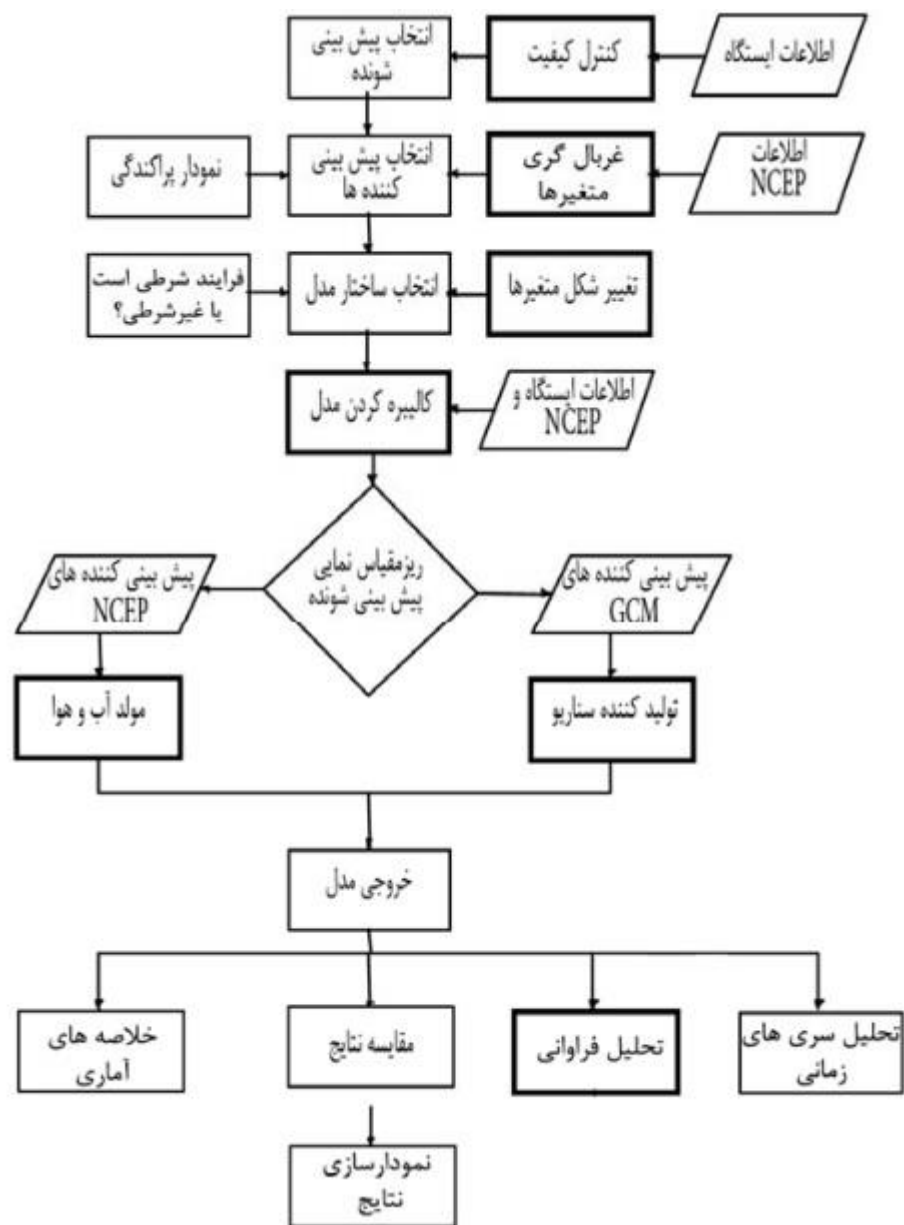 اطلاعات ایستگاه
کنترل کیفیت
انتخاب پیش بینی
شونده
اطلاعات
NCEP
غربال گری
متغیرها
انتخاب پیش بینی
کننده ها
نمودار پراکندگی
تغییر شکل متغیرها
انتخاب ساختار مدل
فرایند شرطی است
یا غیرشرطی؟
اطلاعات ایستگاه و
NCEP
کالیبره کردن مدل
ریزمقیاس نمایی
پیش بینی شونده
پیش بینی کننده های
GCM
پیش بینی کننده های
NCEP
تولید کننده سناریو
مولد آب و هوا
خروجی مدل
تحلیل سری های
زمانی
تحلیل فراوانی
مقایسه نتایج
خلاصه های
آماری
نمودارسازی
نتایج